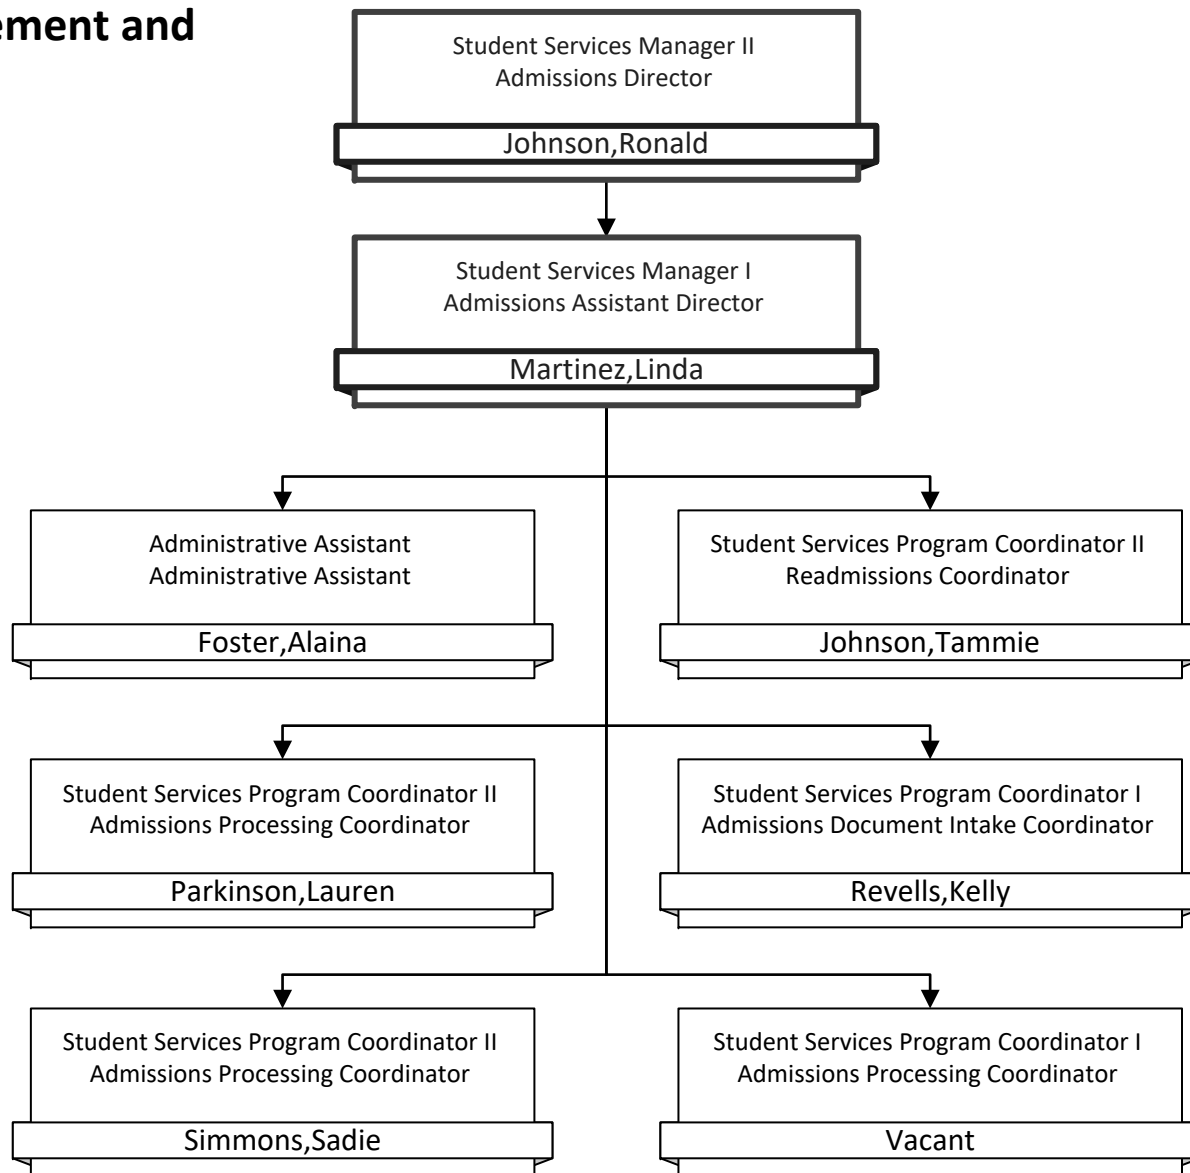 ement and
Student Services Manager II
Admissions Director
Johnson,Ronald
Student Services Manager I
Admissions Assistant Director
Martinez,Linda
Administrative Assistant
Administrative Assistant
Foster,Alaina
Student Services Program Coordinator II
Readmissions Coordinator
Johnson,Tammie
Student Services Program Coordinator II
Admissions Processing Coordinator
Parkinson,Lauren
Student Services Program Coordinator I
Admissions Document Intake Coordinator
Revells,Kelly
Student Services Program Coordinator II
Admissions Processing Coordinator
Simmons,Sadie
Student Services Program Coordinator I
Admissions Processing Coordinator
Vacant